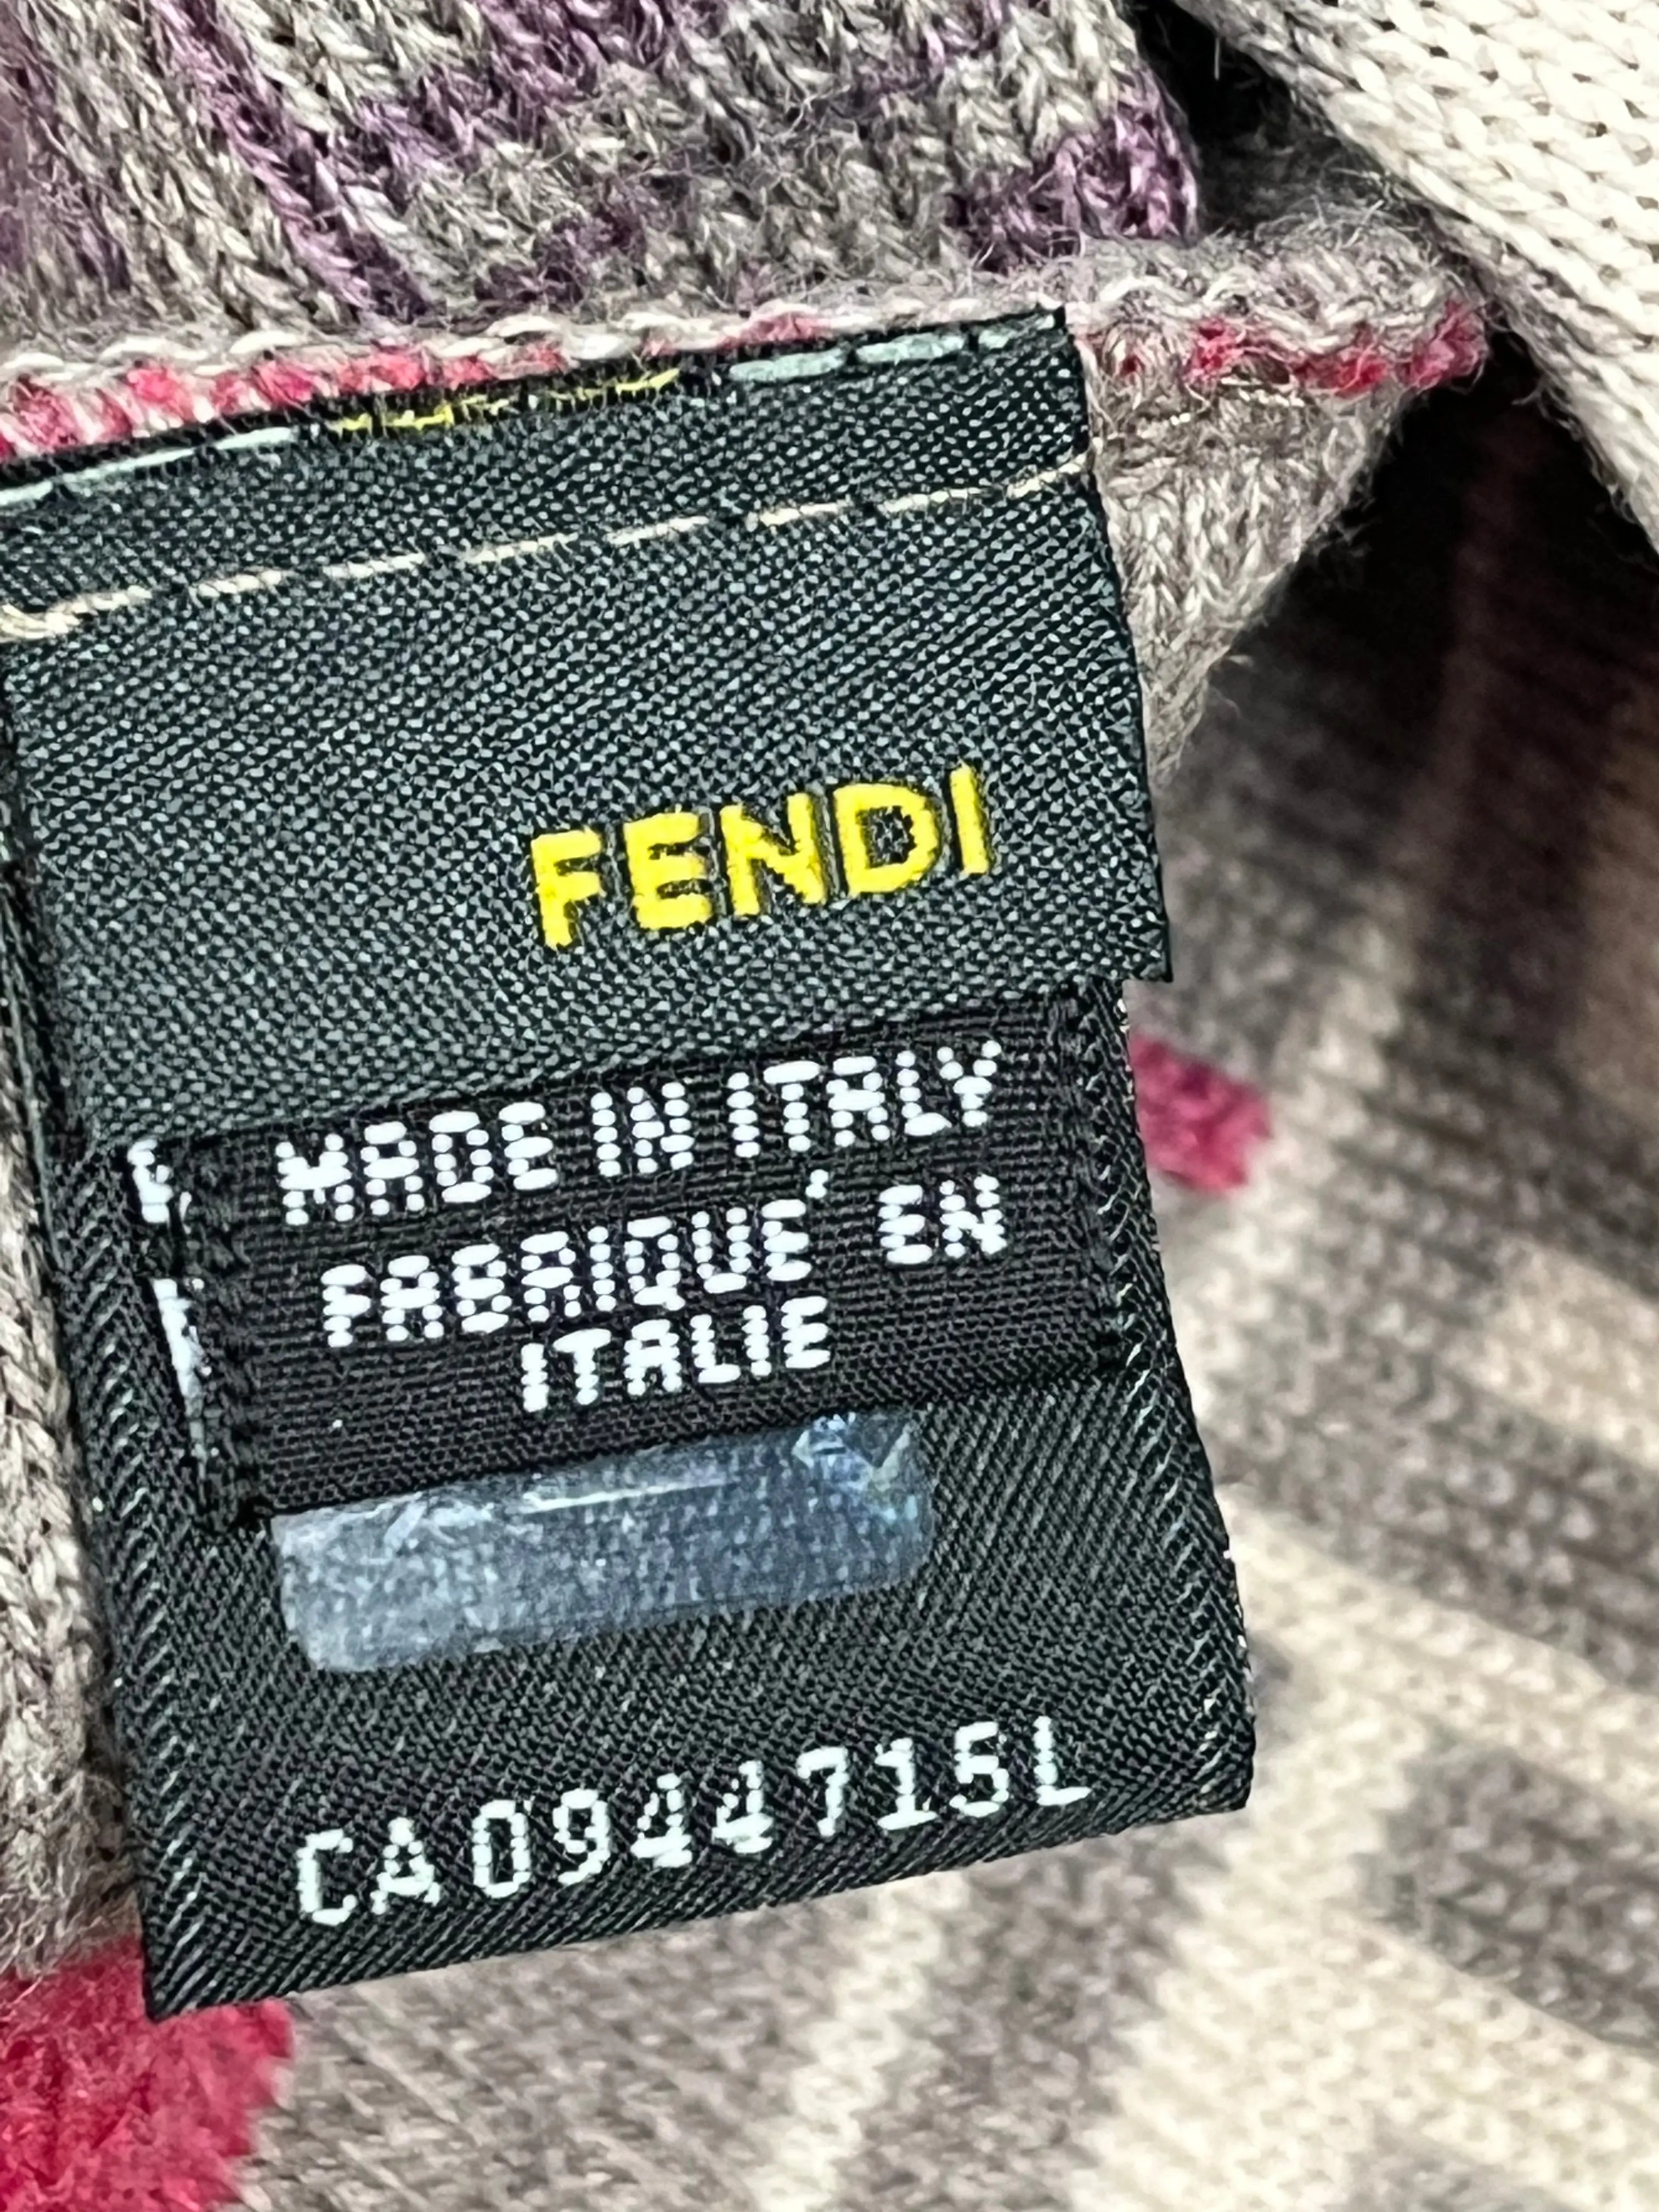 FENDI
MADE IN ITALY
FABRIQUE' EN
ITALIE
CA0944715L